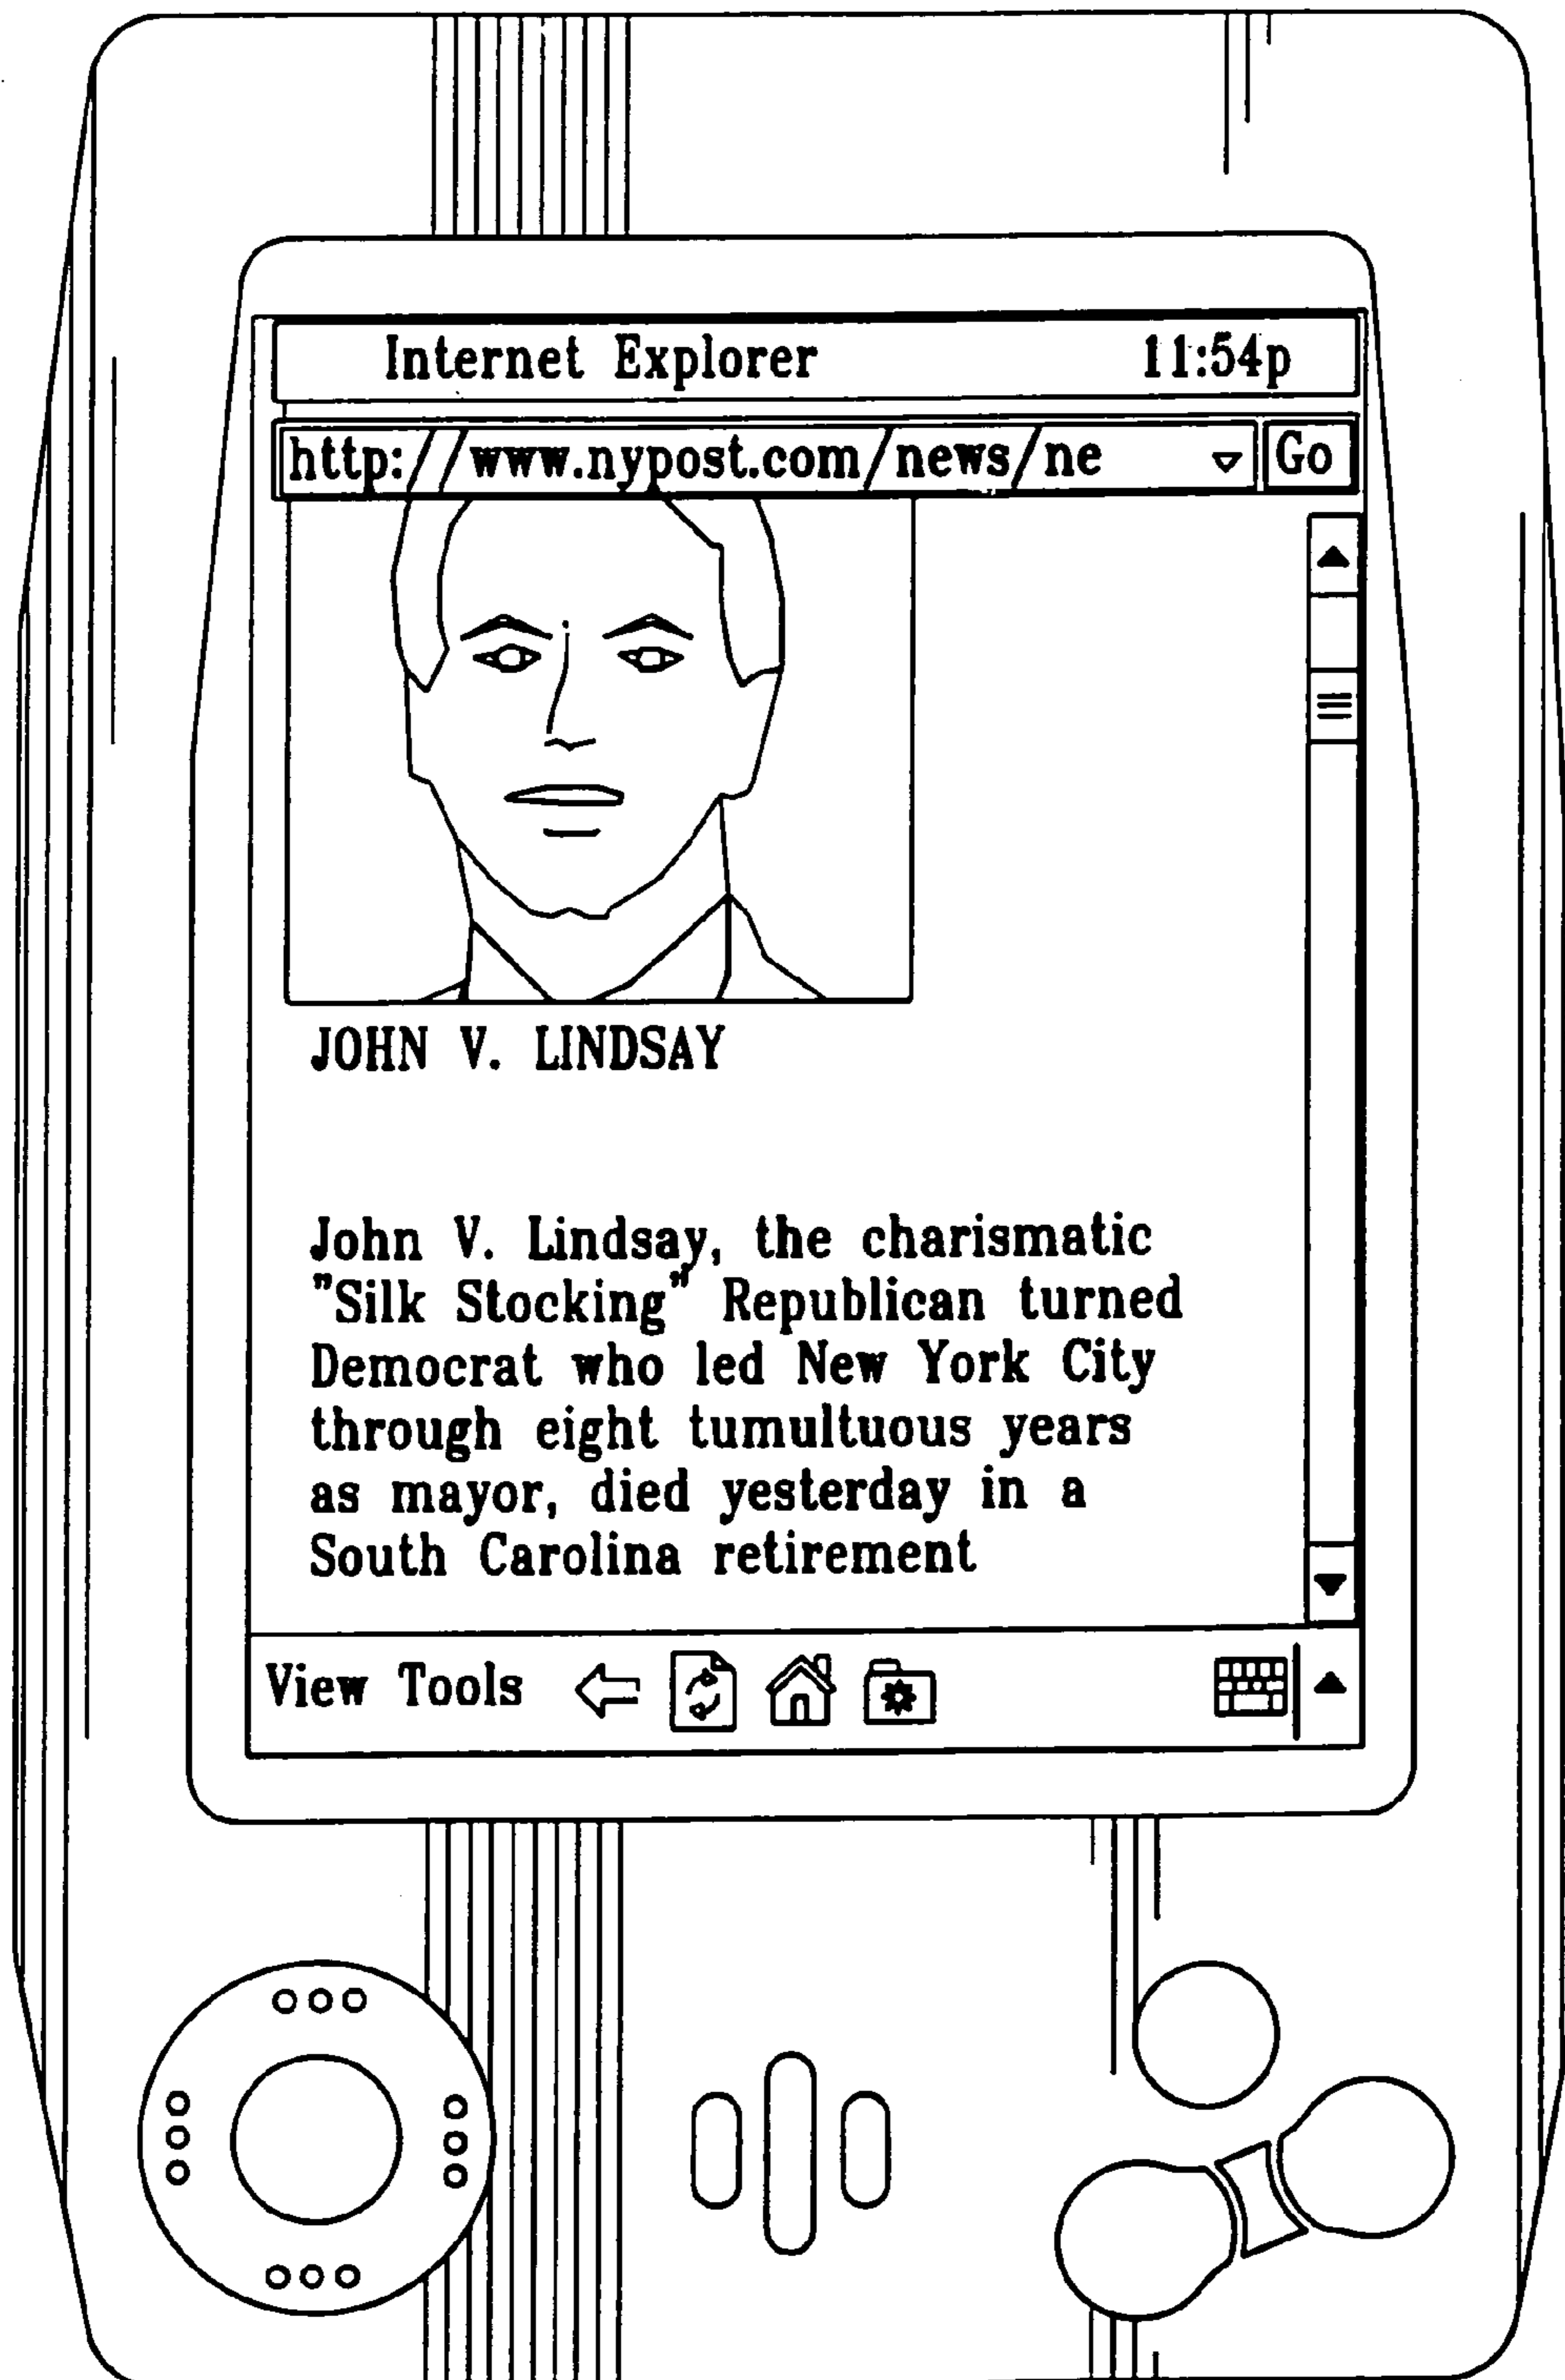 Internet Explorer 11:54p
http://www.nypost.com/news/ne Go
JOHN V. LINDSAY
John V. Lindsay, the charismatic
"Silk Stocking" Republican turned
Democrat who led New York City
through eight tumultuous years
as mayor, died yesterday in a
South Carolina retirement
View Tools